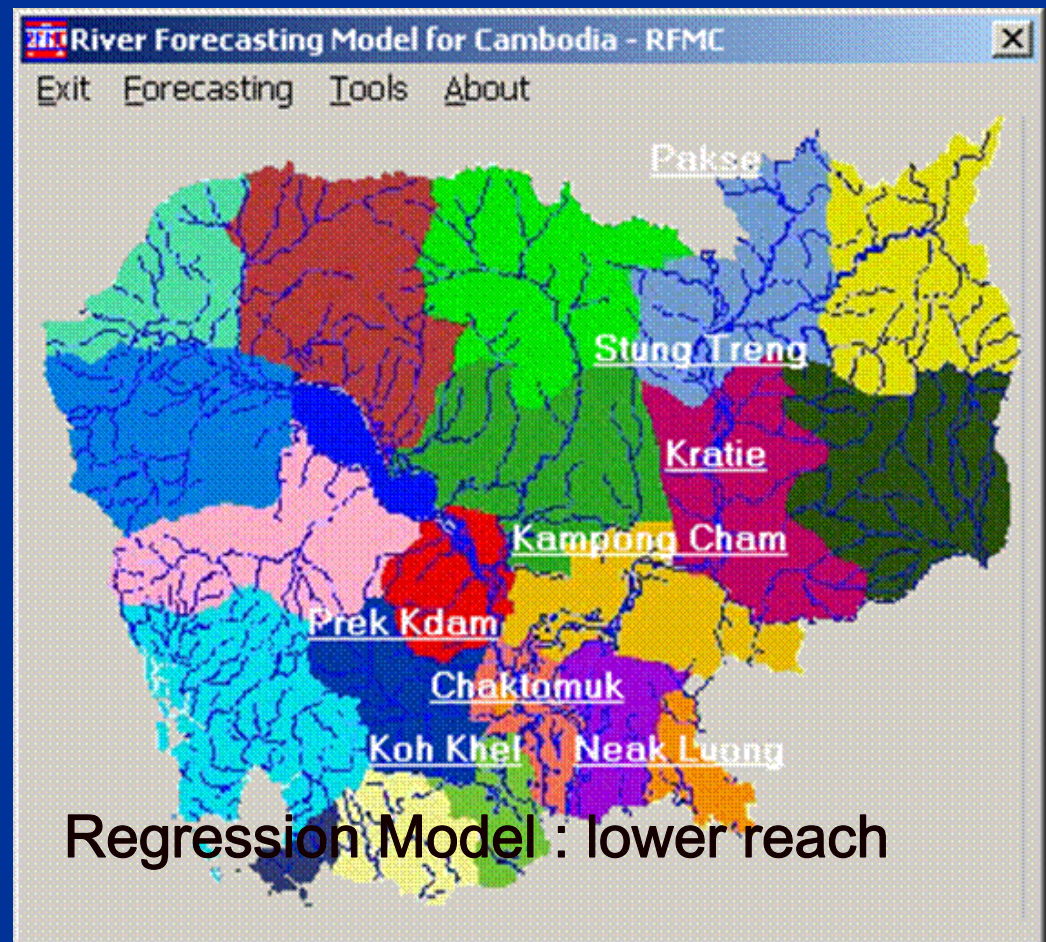 RFMC River Forecasting Model for Cambodia - RFMC
Exit Forecasting Tools About
Pakse
Stung Treng
Kratie
Kampong Cham
Prek Kdam
Chaktomuk
Koh Khel Neak Luong
Regression Model : lower reach